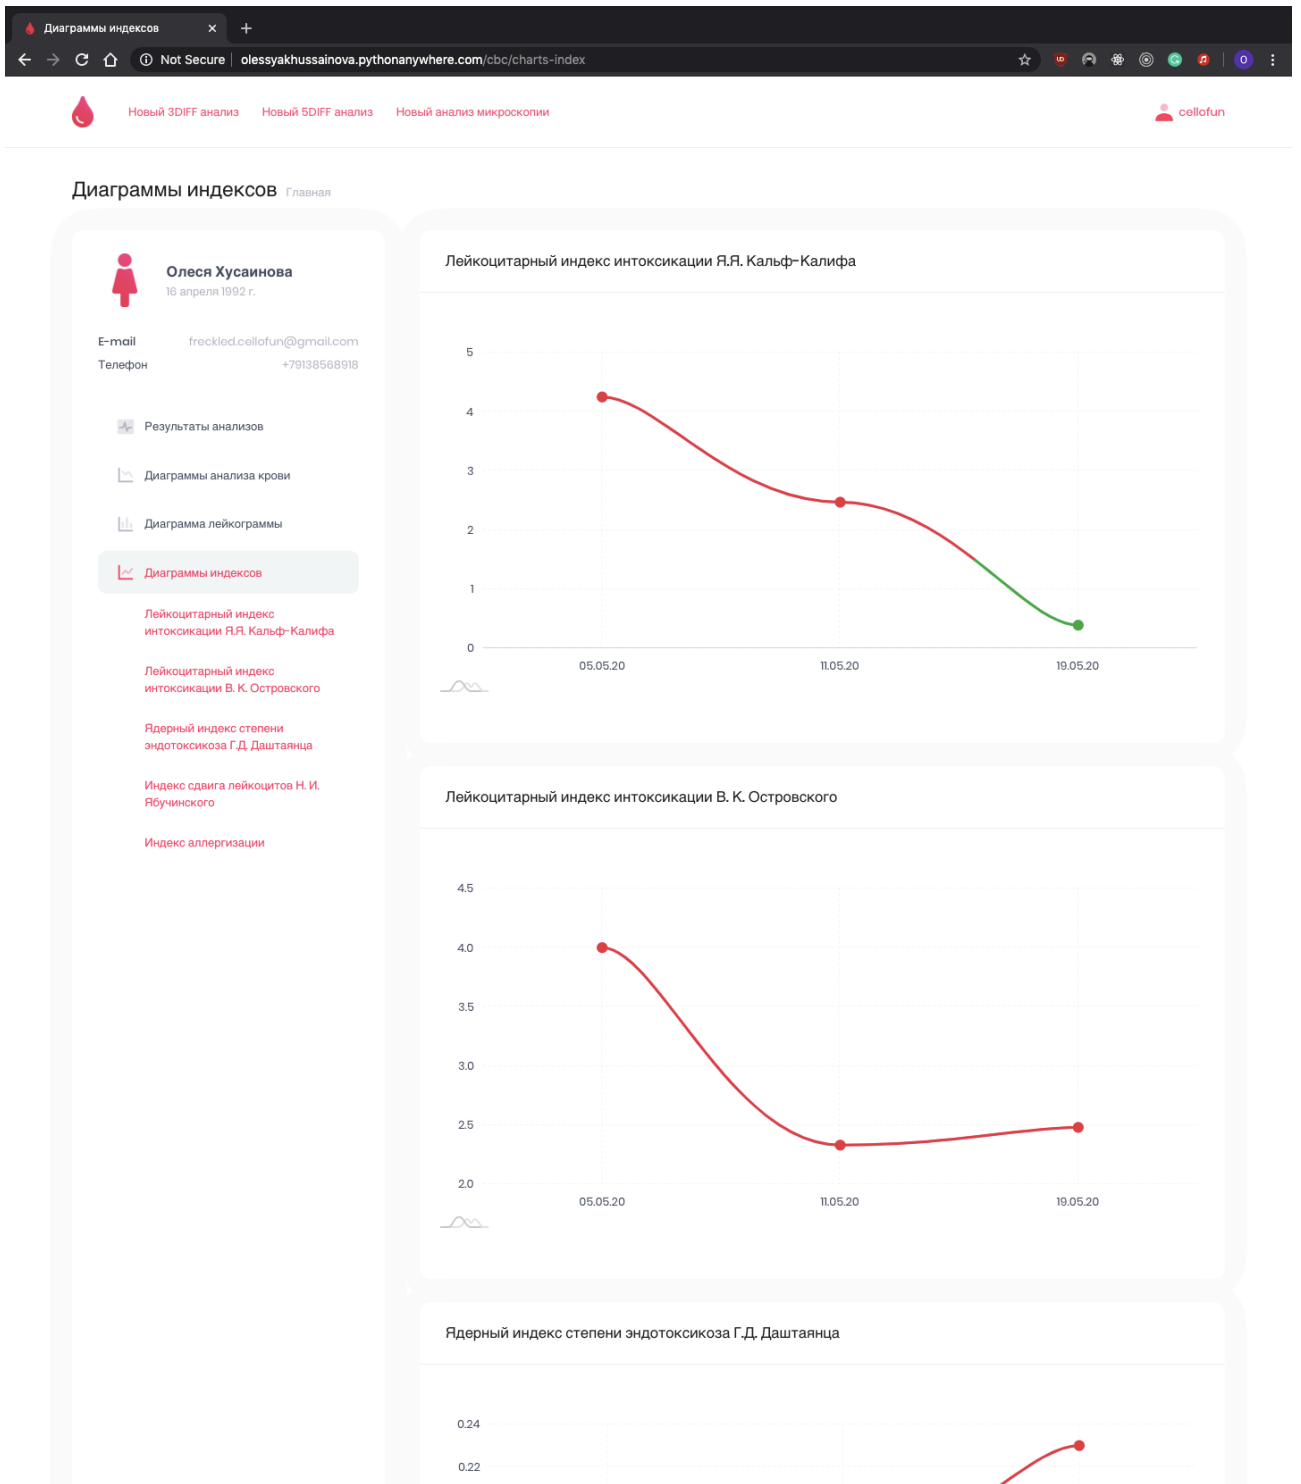 Диаграммы индексов
Not Secure
olessyakhussainova.pythonanywhere.com/cbc/charts-index
Новый 3DIFF анализ
Новый 5DIFF анализ
Новый анализ микроскопии
cellofun
Диаграммы индексов
Главная
Олеся Хусаинова
16 апреля 1992 г.
E-mail
freckled.cellofun@gmail.com
Телефон
+79138568918
Результаты анализов
Диаграммы анализа крови
Диаграмма лейкограммы
Диаграммы индексов
Лейкоцитарный индекс
интоксикации Я.Я. Кальф-Калифа
Лейкоцитарный индекс
интоксикации В. К. Островского
Ядерный индекс степени
эндотоксикоза Г.Д. Даштаянца
Индекс сдвига лейкоцитов Н. И.
Ябучинского
Индекс аллергизации
Лейкоцитарный индекс интоксикации Я.Я. Кальф-Калифа
5
4
3
2
1
0
05.05.20
11.05.20
19.05.20
Лейкоцитарный индекс интоксикации В. К. Островского
4.5
4.0
3.5
3.0
2.5
2.0
05.05.20
11.05.20
19.05.20
Ядерный индекс степени эндотоксикоза Г.Д. Даштаянца
0.24
0.22